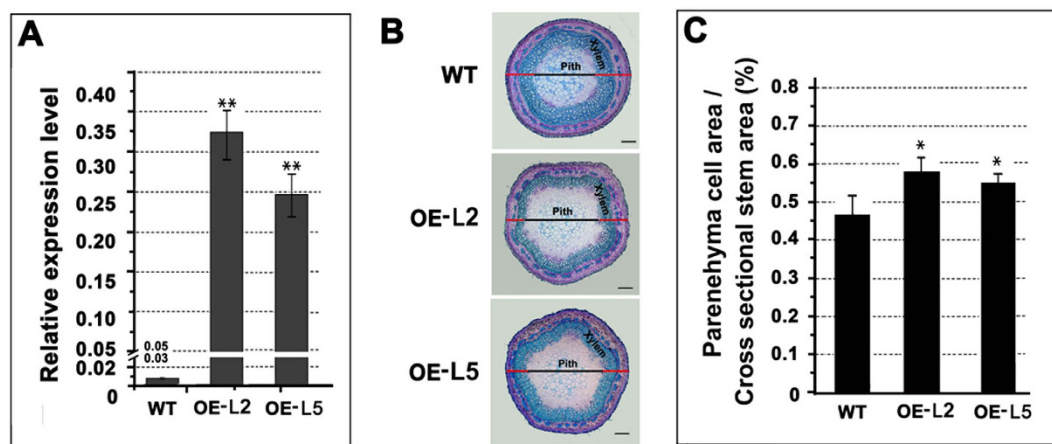 A
Relative expression level
0.40
0.35
0.30
0.25
0.20
0.15
0.10
0.05
0.05
0.03
0.02
0
**
**
WT
OE-L2
OE-L5
B
WT
Xylem
Pith
OE-L2
Xylem
Pith
OE-L5
Xylem
Pith
C
Parenehyma cell area /
Cross sectional stem area (%)
0.8
0.7
0.6
0.5
0.4
0.3
0.2
0.1
0
*
*
WT
OE-L2
OE-L5